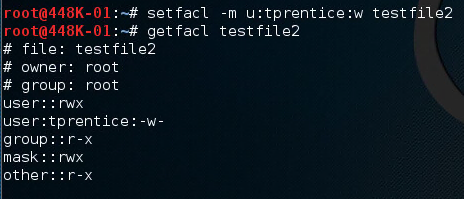 root@448K-01:~# setfacl -m u:tprentice:w testfile2
root@448K-01:~# getfacl testfile2
# file: testfile2
# owner: root
# group: root
user::rwx
user:tprentice:-w-
group::r-x
mask::rwx
other::r-x